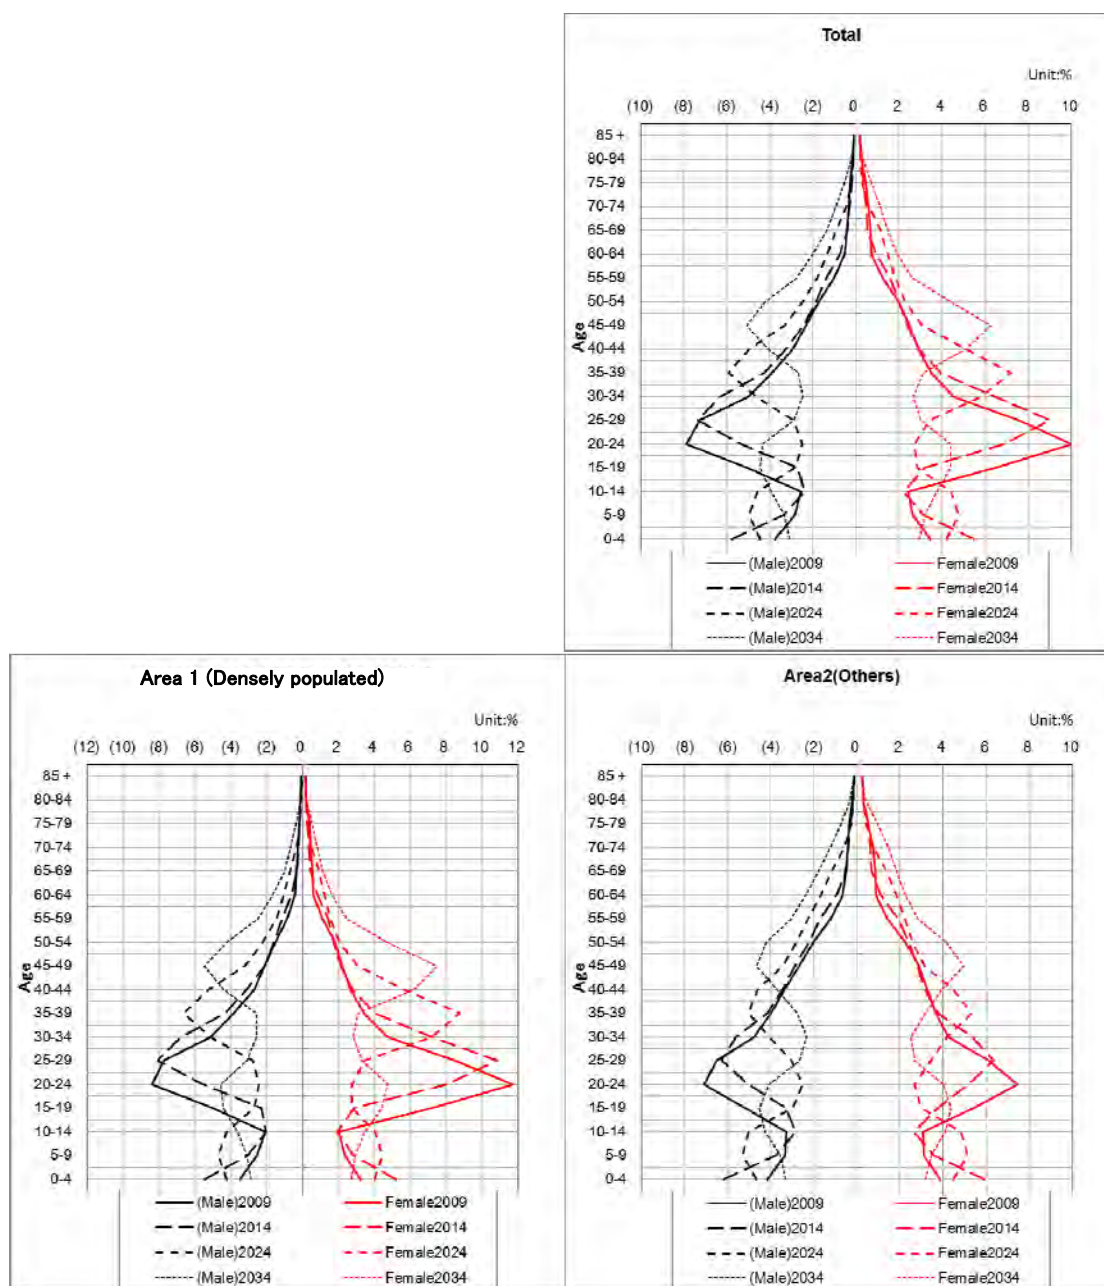 Total
Unit:%
(10) (8) (6) (4) (2) 0 2 4 6 8 10
85 +
80-84
75-79
70-74
65-69
60-64
55-59
50-54
45-49
40-44
35-39
30-34
25-29
20-24
15-19
10-14
5-9
0-4
Age
(Male)2009 Female2009
(Male)2014 Female2014
(Male)2024 Female2024
(Male)2034 Female2034
Area 1 (Densely populated)
Unit:%
(12) (10) (8) (6) (4) (2) 0 2 4 6 8 10 12
85 +
80-84
75-79
70-74
65-69
60-64
55-59
50-54
45-49
40-44
35-39
30-34
25-29
20-24
15-19
10-14
5-9
0-4
Age
(Male)2009 Female2009
(Male)2014 Female2014
(Male)2024 Female2024
(Male)2034 Female2034
Area2(Others)
Unit:%
(10) (8) (6) (4) (2) 0 2 4 6 8 10
85 +
80-84
75-79
70-74
65-69
60-64
55-59
50-54
45-49
40-44
35-39
30-34
25-29
20-24
15-19
10-14
5-9
0-4
Age
(Male)2009 Female2009
(Male)2014 Female2014
(Male)2024 Female2024
(Male)2034 Female2034